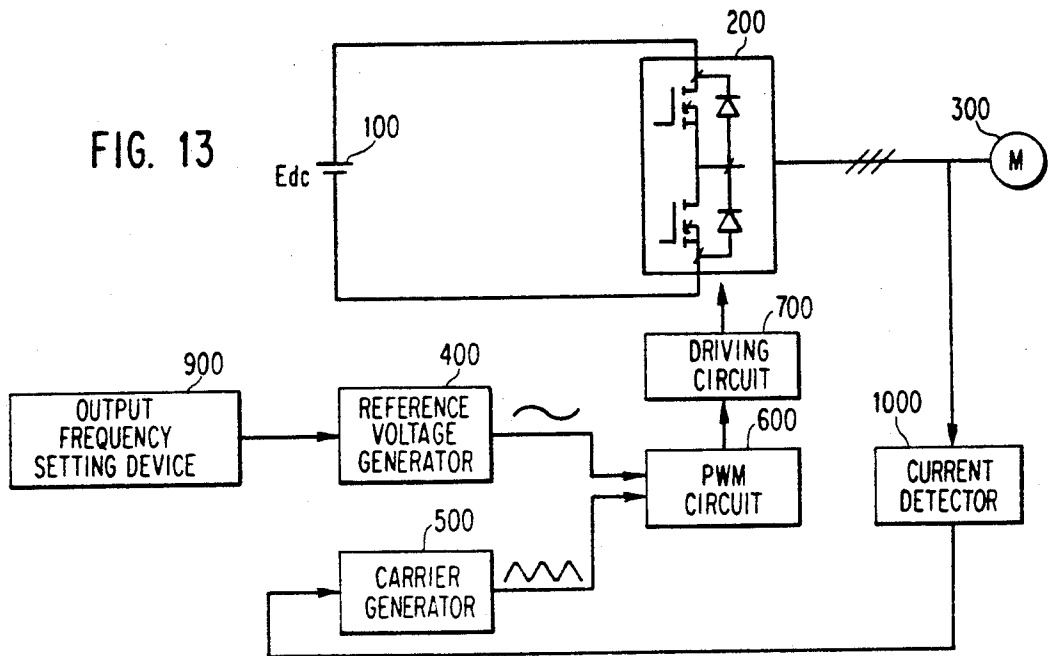 FIG. 13
Edc
100
200
300
M
700
DRIVING
CIRCUIT
900
OUTPUT
FREQUENCY
SETTING DEVICE
400
REFERENCE
VOLTAGE
GENERATOR
600
PWM
CIRCUIT
1000
CURRENT
DETECTOR
500
CARRIER
GENERATOR